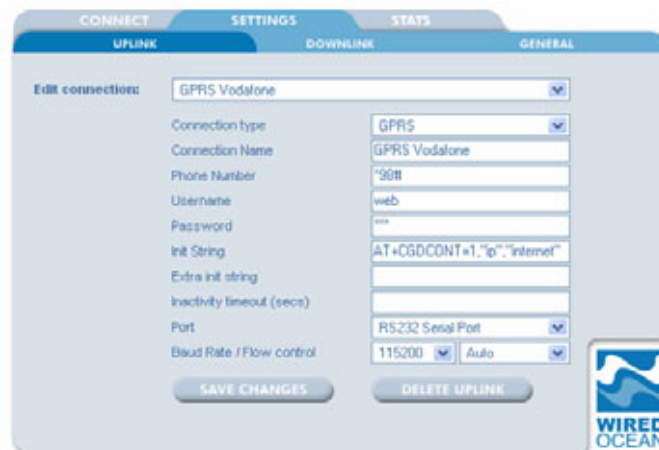 CONNECT SETTINGS STATS
UPLINK DOWNLINK GENERAL
Edit connection: GPRS Vodafone
Connection type GPRS
Connection Name GPRS Vodafone
Phone Number *98#
Username web
Password ***
Init String AT+CGDCONT=1,"ip","internet"
Extra init string
Inactivity timeout (secs)
Port RS232 Serial Port
Baud Rate / Flow control 115200 Auto
SAVE CHANGES DELETE UPLINK
WIRED
OCEAN